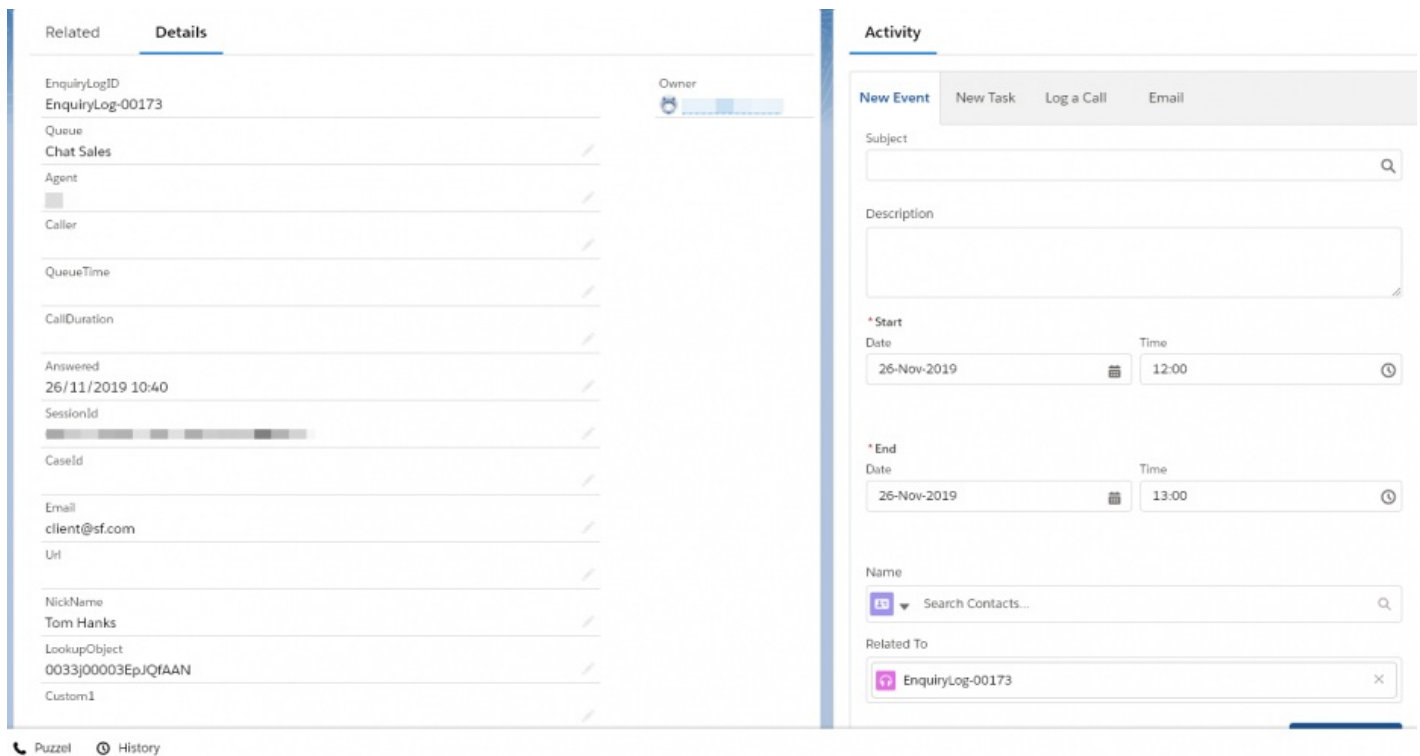 Related Details
EnquiryLogID
EnquiryLog-00173
Owner
Queue
Chat Sales
Agent
Caller
QueueTime
CallDuration
Answered
26/11/2019 10:40
SessionId
CaseId
Email
client@sf.com
Url
NickName
Tom Hanks
LookupObject
0033j00003EpJQfAAN
Custom1
Activity
New Event New Task Log a Call Email
Subject
Description
*Start
Date Time
26-Nov-2019 12:00
*End
Date Time
26-Nov-2019 13:00
Name
Search Contacts...
Related To
EnquiryLog-00173
Puzzel History